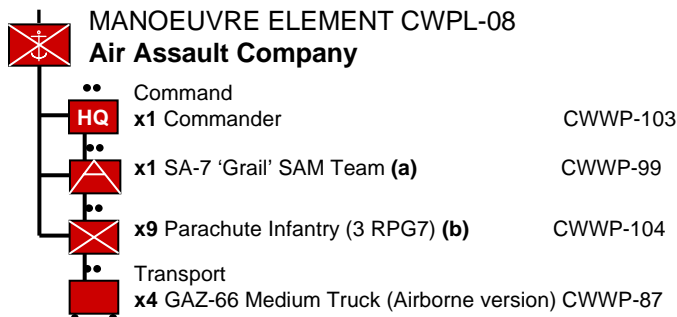 MANOEUVRE ELEMENT CWPL-08
Air Assault Company
Command
HQ x1 Commander CWWP-103
x1 SA-7 ‘Grail’ SAM Team (a) CWWP-99
x9 Parachute Infantry (3 RPG7) (b) CWWP-104
Transport
x4 GAZ-66 Medium Truck (Airborne version) CWWP-87